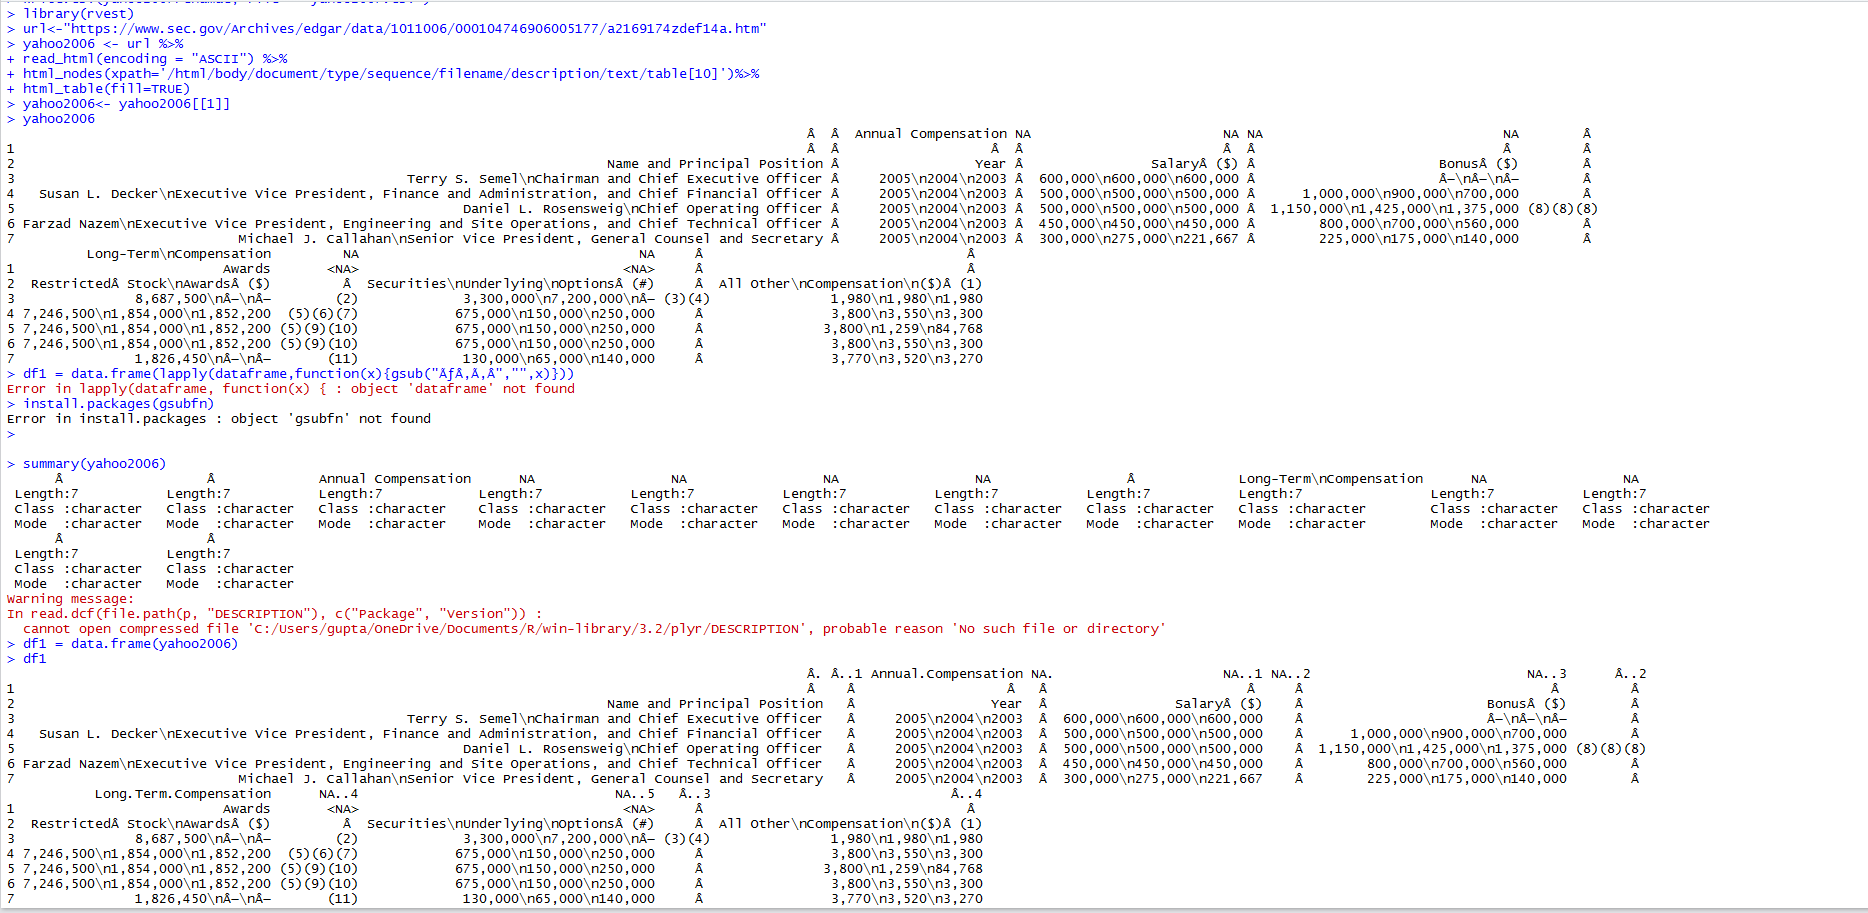 > library(rvest)
> url<-"https://www.sec.gov/Archives/edgar/data/1011006/000104746906005177/a2169174zdef14a.htm"
> yahoo2006 <- url %>%
+ read_html(encoding = "ASCII") %>%
+ html_nodes(xpath='/html/body/document/type/sequence/filename/description/text/table[10]')%>%
+ html_table(fill=TRUE)
> yahoo2006<- yahoo2006[[1]]
> yahoo2006
Â Â Annual Compensation NA NA NA NA Â
1 Â Â Â Â Â Â Â Â
2 Name and Principal Position Â Year Â SalaryÂ ($) Â BonusÂ ($) Â
3 Terry S. Semel\nChairman and Chief Executive Officer Â 2005\n2004\n2003 Â 600,000\n600,000\n600,000 Â Â—\nÂ—\nÂ— Â
4 Susan L. Decker\nExecutive Vice President, Finance and Administration, and Chief Financial Officer Â 2005\n2004\n2003 Â 500,000\n500,000\n500,000 Â 1,000,000\n900,000\n700,000 Â
5 Daniel L. Rosensweig\nChief Operating Officer Â 2005\n2004\n2003 Â 500,000\n500,000\n500,000 Â 1,150,000\n1,425,000\n1,375,000 (8)(8)(8)
6 Farzad Nazem\nExecutive Vice President, Engineering and Site Operations, and Chief Technical Officer Â 2005\n2004\n2003 Â 450,000\n450,000\n450,000 Â 800,000\n700,000\n560,000 Â
7 Michael J. Callahan\nSenior Vice President, General Counsel and Secretary Â 2005\n2004\n2003 Â 300,000\n275,000\n221,667 Â 225,000\n175,000\n140,000 Â
Long-Term\nCompensation NA NA Â Â
1 Awards <NA> <NA> Â Â
2 RestrictedÂ Stock\nAwardsÂ ($) Â Securities\nUnderlying\nOptionsÂ (#) Â All Other\nCompensation\n($)Â (1)
3 8,687,500\nÂ—\nÂ— (2) 3,300,000\n7,200,000\nÂ— (3)(4) 1,980\n1,980\n1,980
4 7,246,500\n1,854,000\n1,852,200 (5)(6)(7) 675,000\n150,000\n250,000 Â 3,800\n3,550\n3,300
5 7,246,500\n1,854,000\n1,852,200 (5)(9)(10) 675,000\n150,000\n250,000 Â 3,800\n1,259\n84,768
6 7,246,500\n1,854,000\n1,852,200 (5)(9)(10) 675,000\n150,000\n250,000 Â 3,800\n3,550\n3,300
7 1,826,450\nÂ—\nÂ— (11) 130,000\n65,000\n140,000 Â 3,770\n3,520\n3,270
> df1 = data.frame(lapply(dataframe,function(x){gsub("ÃƒÂ,Ã,Â","",x)}))
Error in lapply(dataframe, function(x) { : object 'dataframe' not found
> install.packages(gsubfn)
Error in install.packages : object 'gsubfn' not found
>
> summary(yahoo2006)
Â Â Annual Compensation NA NA NA NA Â Long-Term\nCompensation NA NA
Length:7 Length:7 Length:7 Length:7 Length:7 Length:7 Length:7 Length:7 Length:7 Length:7 Length:7
Class :character Class :character Class :character Class :character Class :character Class :character Class :character Class :character Class :character Class :character Class :character
Mode :character Mode :character Mode :character Mode :character Mode :character Mode :character Mode :character Mode :character Mode :character Mode :character Mode :character
Â Â
Length:7 Length:7
Class :character Class :character
Mode :character Mode :character
Warning message:
In read.dcf(file.path(p, "DESCRIPTION"), c("Package", "Version")) :
cannot open compressed file 'C:/Users/gupta/OneDrive/Documents/R/win-library/3.2/plyr/DESCRIPTION', probable reason 'No such file or directory'
> df1 = data.frame(yahoo2006)
> df1
Â. Â..1 Annual.Compensation NA. NA..1 NA..2 NA..3 Â..2
1 Â Â Â Â Â Â Â Â
2 Name and Principal Position Â Year Â SalaryÂ ($) Â BonusÂ ($) Â
3 Terry S. Semel\nChairman and Chief Executive Officer Â 2005\n2004\n2003 Â 600,000\n600,000\n600,000 Â Â—\nÂ—\nÂ— Â
4 Susan L. Decker\nExecutive Vice President, Finance and Administration, and Chief Financial Officer Â 2005\n2004\n2003 Â 500,000\n500,000\n500,000 Â 1,000,000\n900,000\n700,000 Â
5 Daniel L. Rosensweig\nChief Operating Officer Â 2005\n2004\n2003 Â 500,000\n500,000\n500,000 Â 1,150,000\n1,425,000\n1,375,000 (8)(8)(8)
6 Farzad Nazem\nExecutive Vice President, Engineering and Site Operations, and Chief Technical Officer Â 2005\n2004\n2003 Â 450,000\n450,000\n450,000 Â 800,000\n700,000\n560,000 Â
7 Michael J. Callahan\nSenior Vice President, General Counsel and Secretary Â 2005\n2004\n2003 Â 300,000\n275,000\n221,667 Â 225,000\n175,000\n140,000 Â
Long.Term.Compensation NA..4 NA..5 Â..3 Â..4
1 Awards <NA> <NA> Â Â
2 RestrictedÂ Stock\nAwardsÂ ($) Â Securities\nUnderlying\nOptionsÂ (#) Â All Other\nCompensation\n($)Â (1)
3 8,687,500\nÂ—\nÂ— (2) 3,300,000\n7,200,000\nÂ— (3)(4) 1,980\n1,980\n1,980
4 7,246,500\n1,854,000\n1,852,200 (5)(6)(7) 675,000\n150,000\n250,000 Â 3,800\n3,550\n3,300
5 7,246,500\n1,854,000\n1,852,200 (5)(9)(10) 675,000\n150,000\n250,000 Â 3,800\n1,259\n84,768
6 7,246,500\n1,854,000\n1,852,200 (5)(9)(10) 675,000\n150,000\n250,000 Â 3,800\n3,550\n3,300
7 1,826,450\nÂ—\nÂ— (11) 130,000\n65,000\n140,000 Â 3,770\n3,520\n3,270